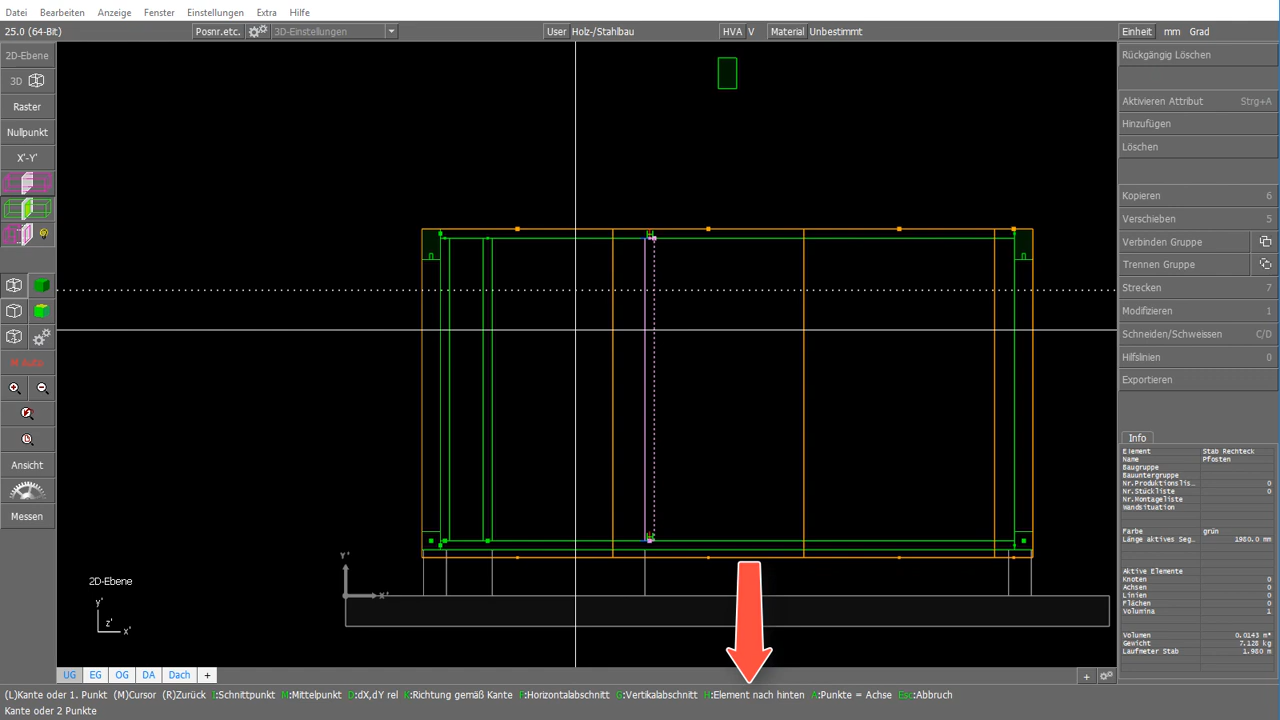 Datei Bearbeiten Anzeige Fenster Einstellungen Extra Hilfe
25.0 (64-Bit) Posnr.etc. 3D-Einstellungen User Holz-/Stahlbau HVA V Material Unbestimmt Einheit mm Grad
2D-Ebene
3D
Raster
Nullpunkt
X'-Y'
M Auto
Ansicht
Messen
Rückgängig Löschen
Aktivieren Attribut Strg+A
Hinzufügen
Löschen
Kopieren 6
Verschieben 5
Verbinden Gruppe
Trennen Gruppe
Strecken 7
Modifizieren 1
Schneiden/Schweissen C/D
Hilfslinien 0
Exportieren
Info
Element Stab Rechteck
Name Pfosten
Baugruppe
Bauuntergruppe
Nr.Produktionslis.. 0
Nr.Stückliste 0
Nr.Montageliste
Wandsituation
Farbe grün
Länge aktives Seg.. 1980.0 mm
Aktive Elemente
Knoten 0
Achsen 0
Linien 0
Flächen 0
Volumina 1
Volumen 0.0143 m³
Gewicht 7.128 kg
Laufmeter Stab 1.980 m
Y'
X'
2D-Ebene
y'
z'
x'
UG EG OG DA Dach + +
(L)Kante oder 1. Punkt (M)Cursor (R)Zurück I:Schnittpunkt M:Mittelpunkt D:dX,dY rel K:Richtung gemäß Kante F:Horizontalabschnitt G:Vertikalabschnitt H:Element nach hinten A:Punkte = Achse Esc:Abbruch
Kante oder 2 Punkte